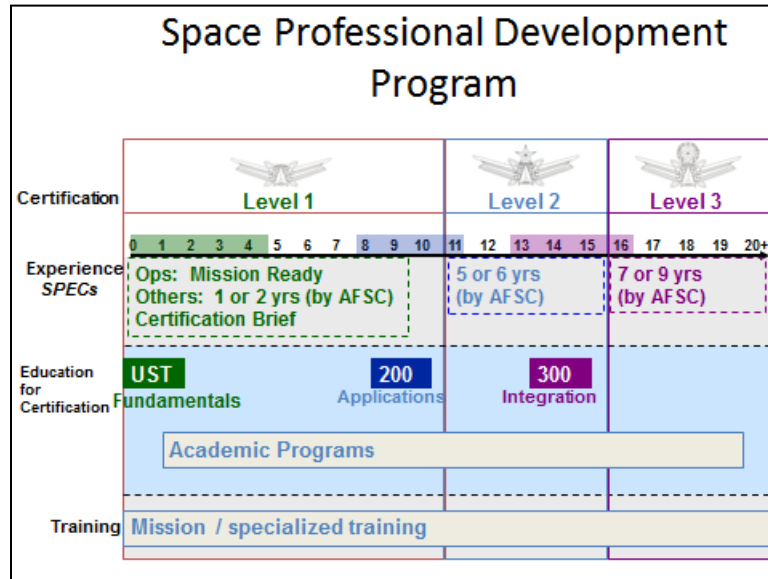 Space Professional Development
Program
Certification
Level 1
Level 2
Level 3
0 1 2 3 4 5 6 7 8 9 10 11 12 13 14 15 16 17 18 19 20+
Experience
SPECs
Ops: Mission Ready
Others: 1 or 2 yrs (by AFSC)
Certification Brief
5 or 6 yrs
(by AFSC)
7 or 9 yrs
(by AFSC)
Education
for
Certification
UST
Fundamentals
200
Applications
300
Integration
Academic Programs
Training
Mission / specialized training